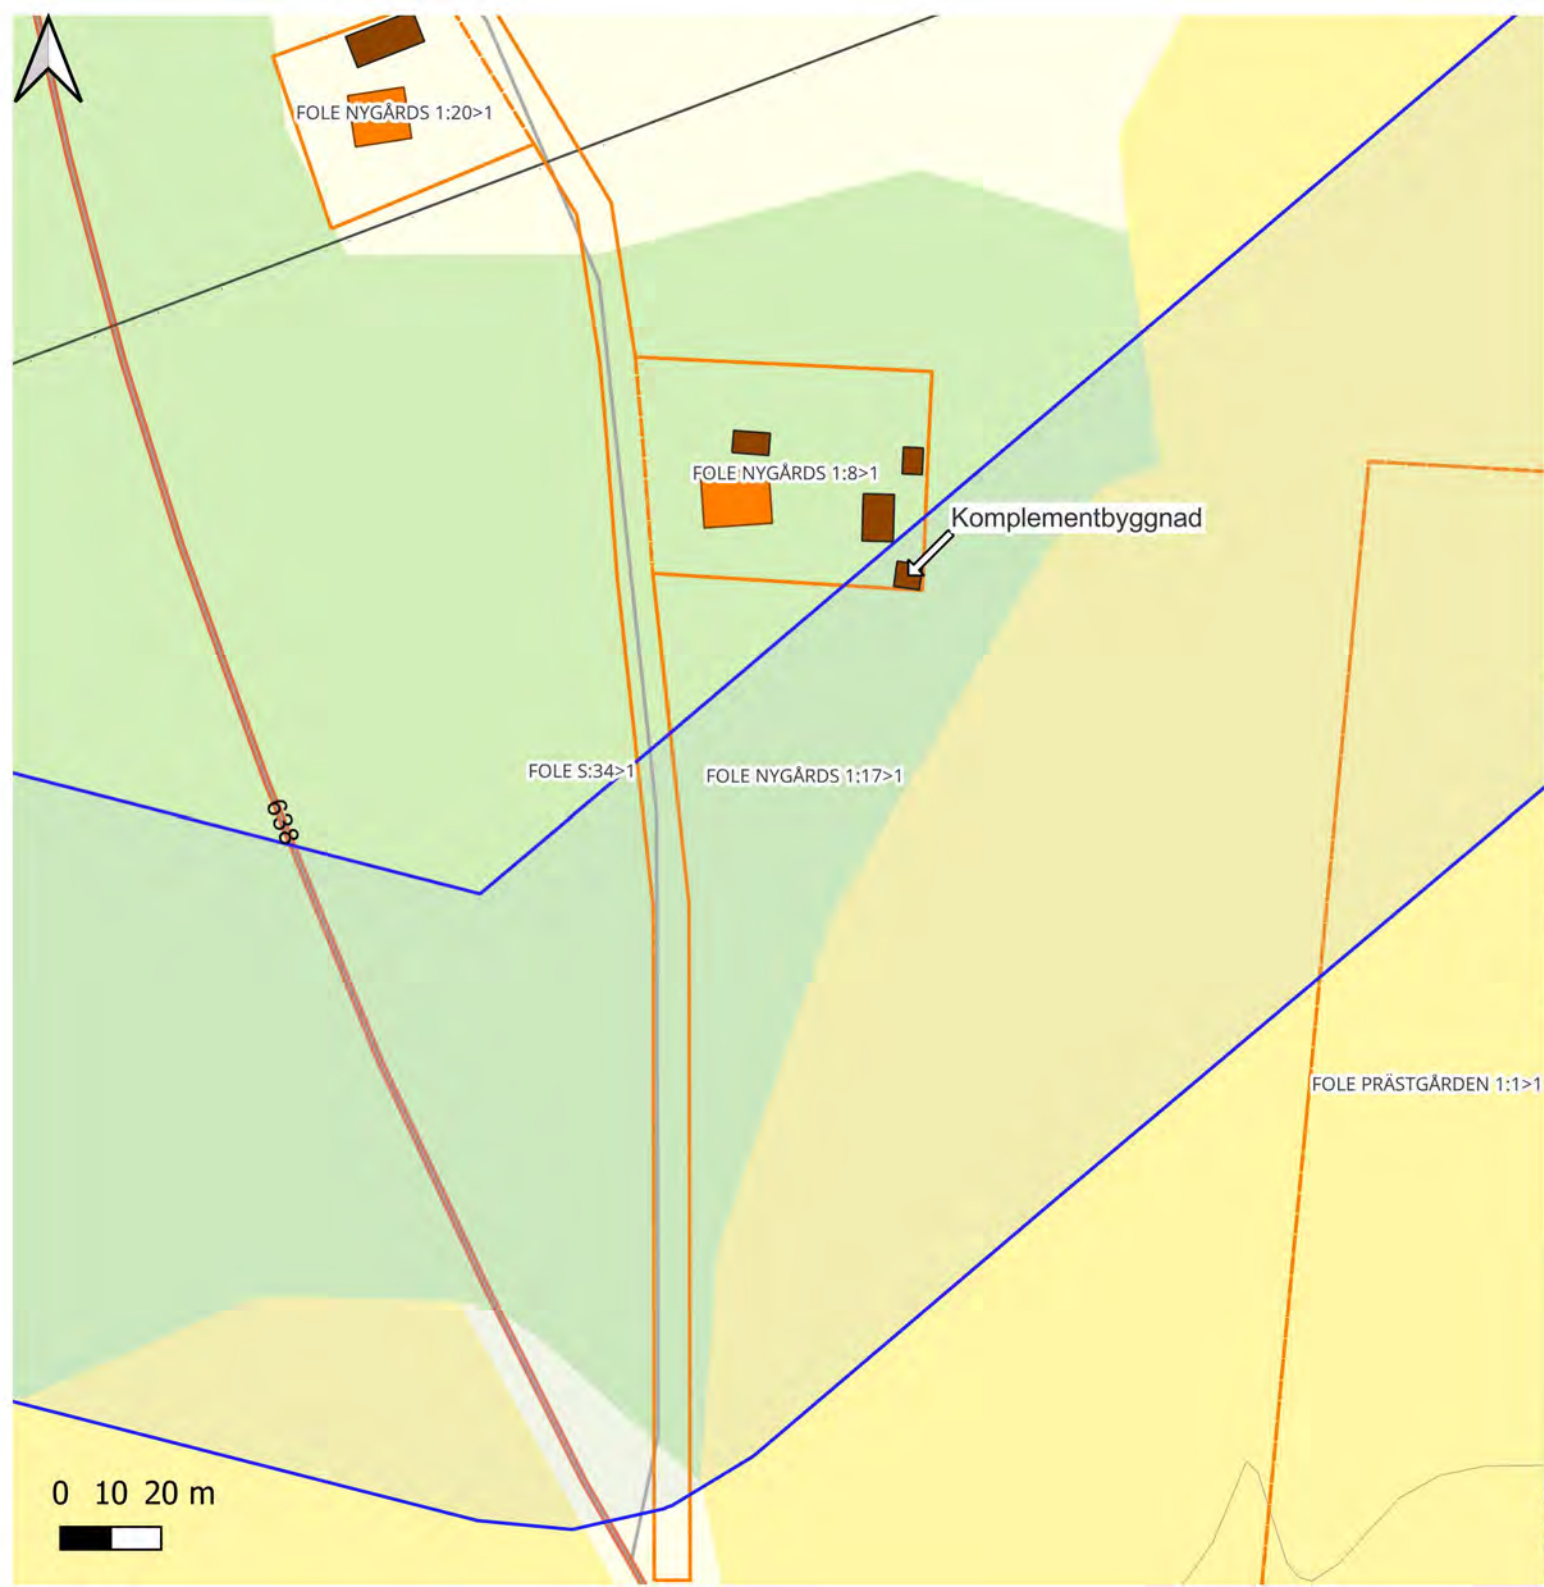 FOLE NYGÅRDS 1:20>1
FOLE NYGÅRDS 1:8>1
Komplementbyggnad
FOLE S:34>1
FOLE NYGÅRDS 1:17>1
638
FOLE PRÄSTGÅRDEN 1:1>1
0 10 20 m